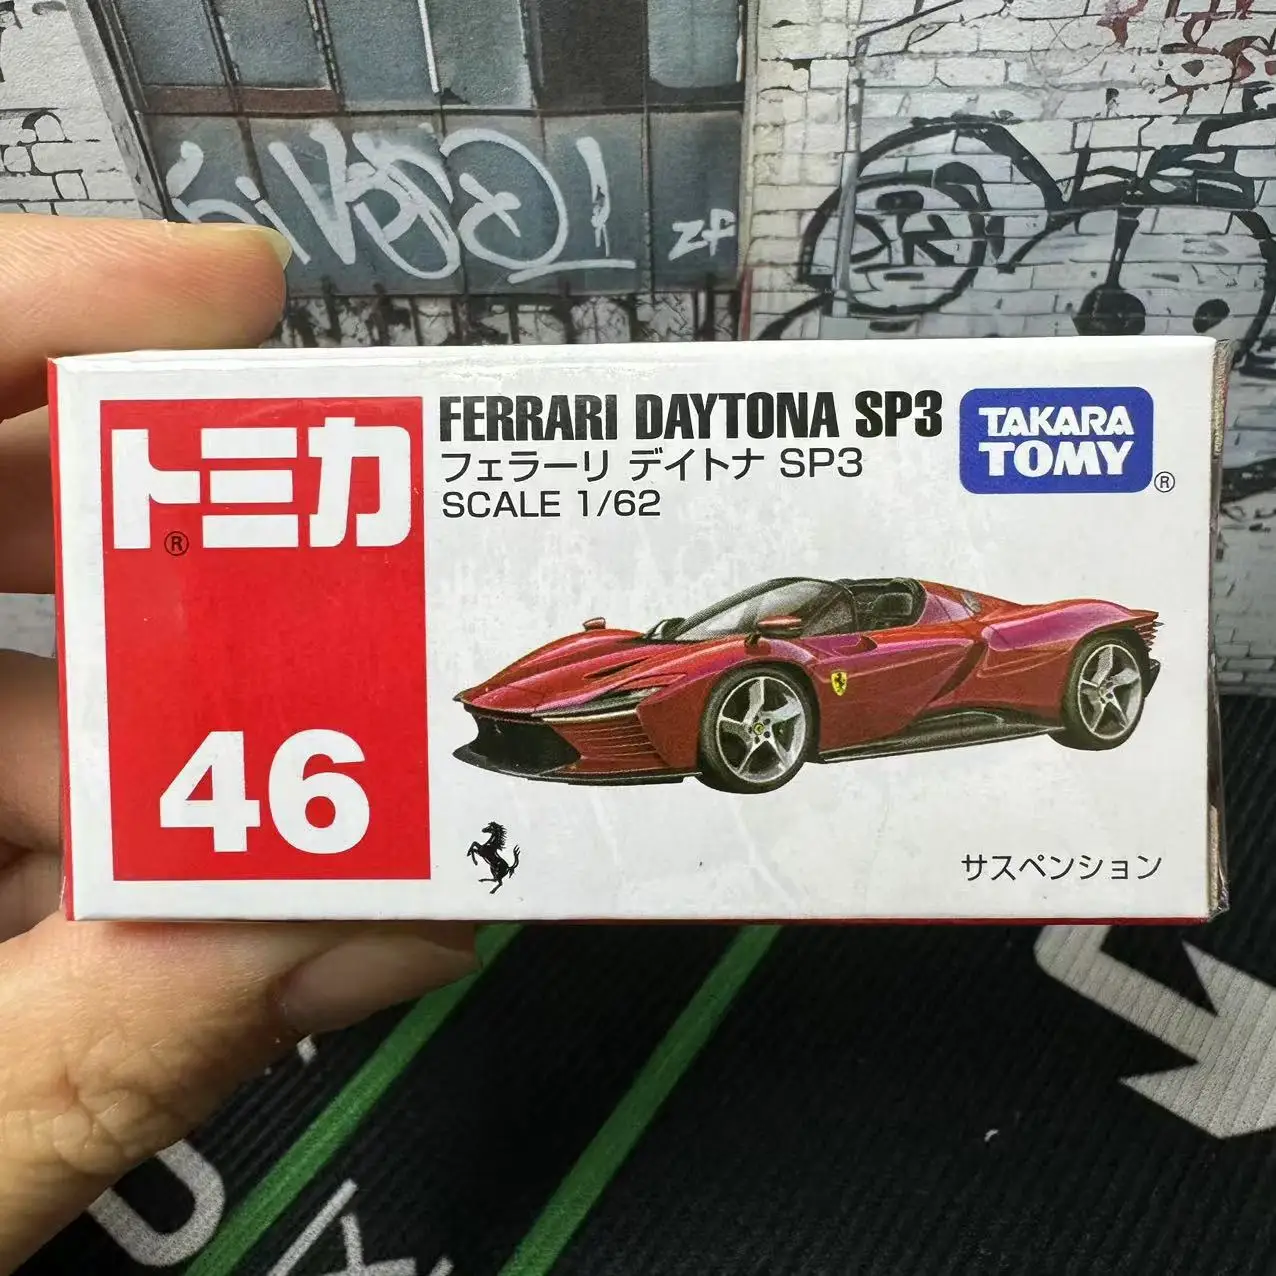 トミカ
®
46
FERRARI DAYTONA SP3
フェラーリ デイトナ SP3
SCALE 1/62
TAKARA
TOMY
®
サスペンション
ZF